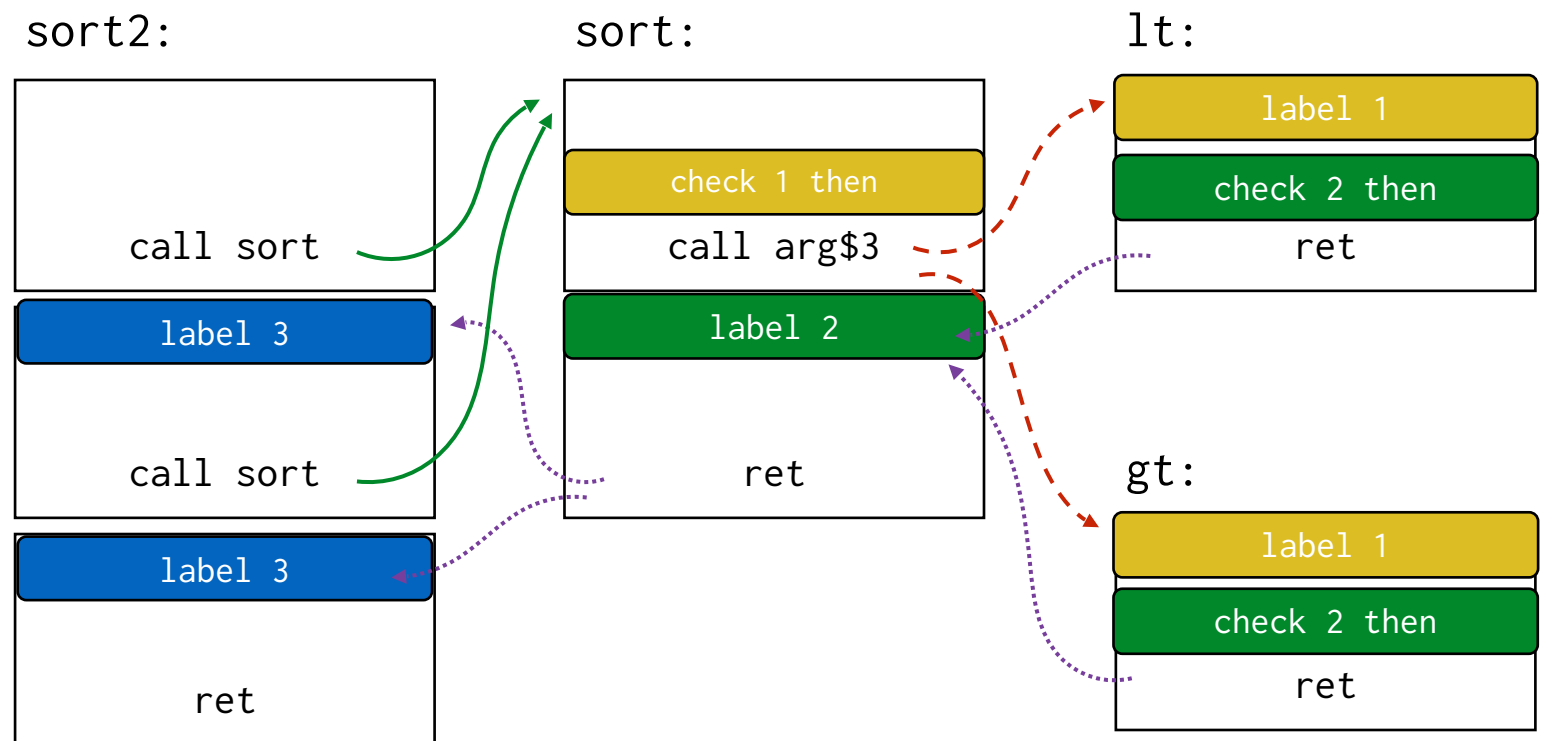 sort2:
call sort
label 3
call sort
label 3
ret
sort:
check 1 then
call arg$3
label 2
ret
lt:
label 1
check 2 then
ret
gt:
label 1
check 2 then
ret